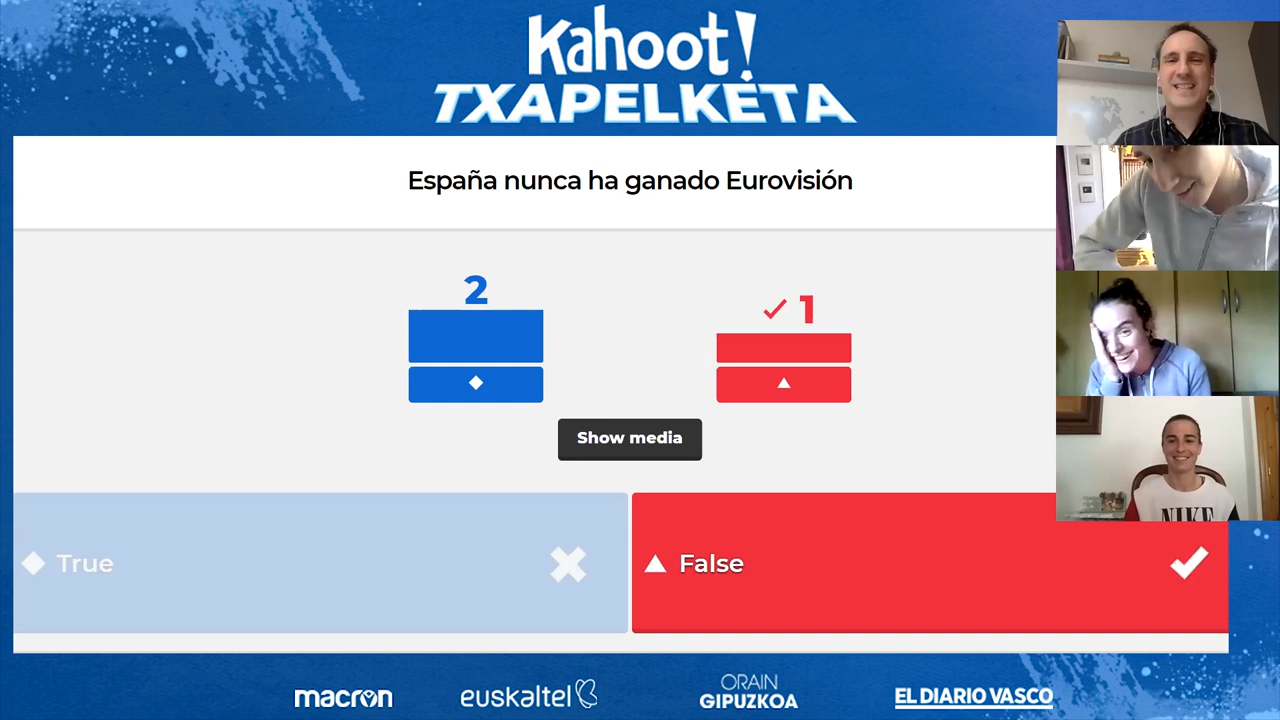 Kahoot!
TXAPELKETA
España nunca ha ganado Eurovisión
2
1
Show media
True
False
NIKE
macron
euskaltel
ORAIN
GIPUZKOA
EL DIARIO VASCO